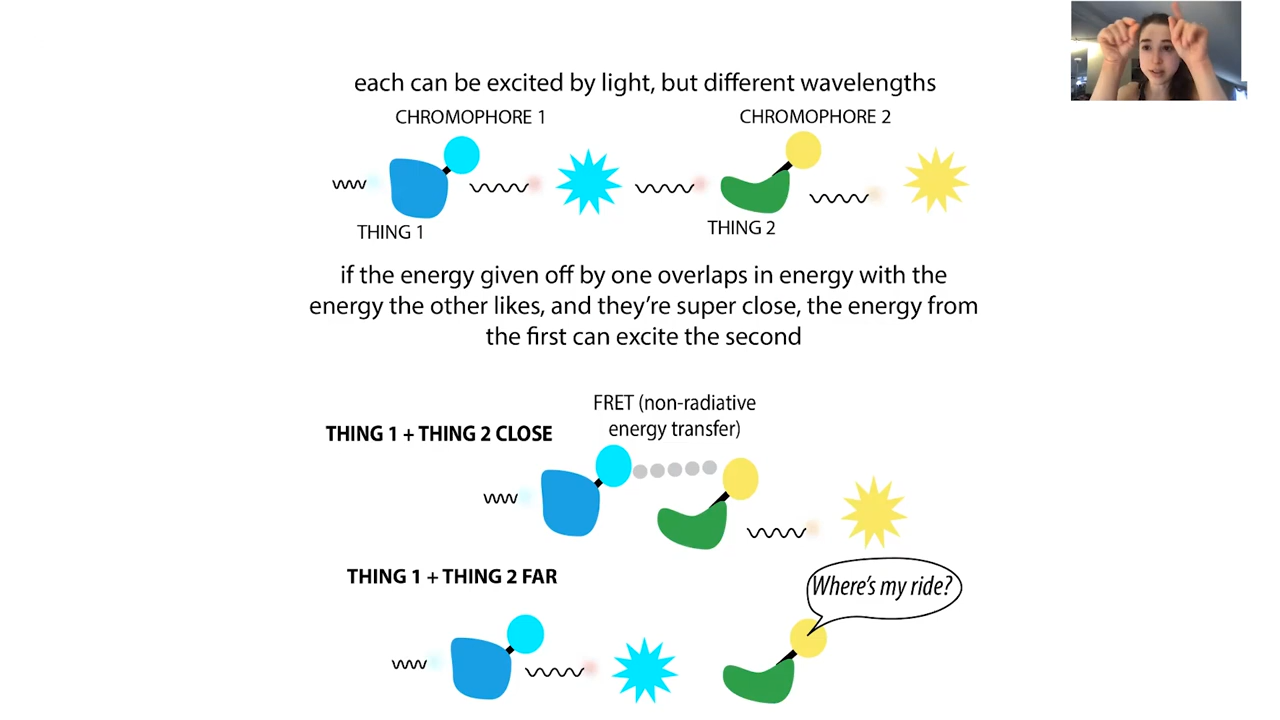 each can be excited by light, but different wavelengths
CHROMOPHORE 1
CHROMOPHORE 2
THING 1
THING 2
if the energy given off by one overlaps in energy with the
energy the other likes, and they're super close, the energy from
the first can excite the second
FRET (non-radiative
energy transfer)
THING 1 + THING 2 CLOSE
THING 1 + THING 2 FAR
Where's my ride?